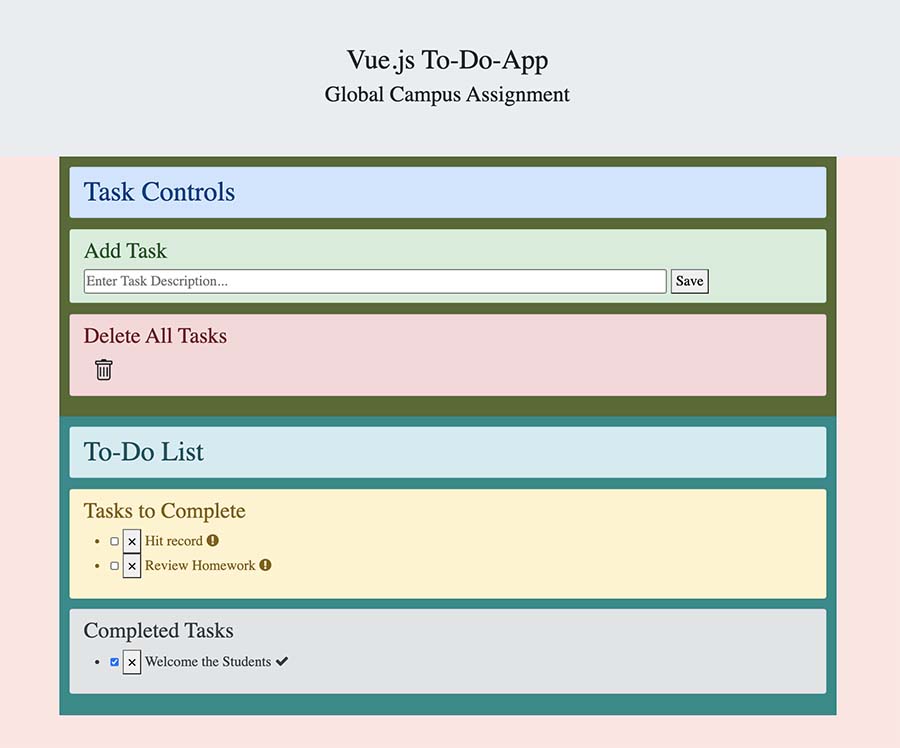 Vue.js To-Do-App
Global Campus Assignment
Task Controls
Add Task
Enter Task Description... Save
Delete All Tasks
To-Do List
Tasks to Complete
Hit record
Review Homework
Completed Tasks
Welcome the Students